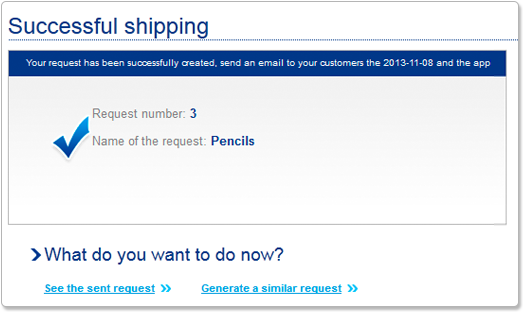 Successful shipping
Your request has been successfully created, send an email to your customers the 2013-11-08 and the app
Request number: 3
Name of the request: Pencils
What do you want to do now?
See the sent request Generate a similar request